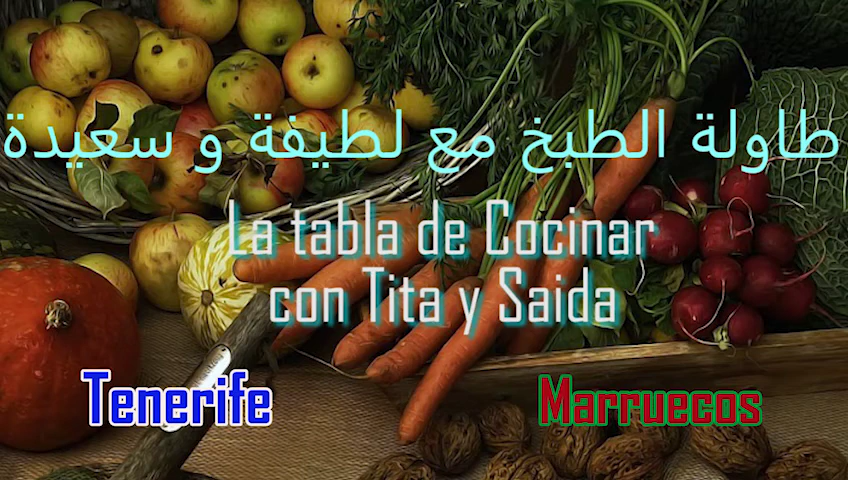 طاولة الطبخ مع لطيفة و سعيدة
La tabla de Cocinar
con Tita y Saida
Tenerife
Marruecos